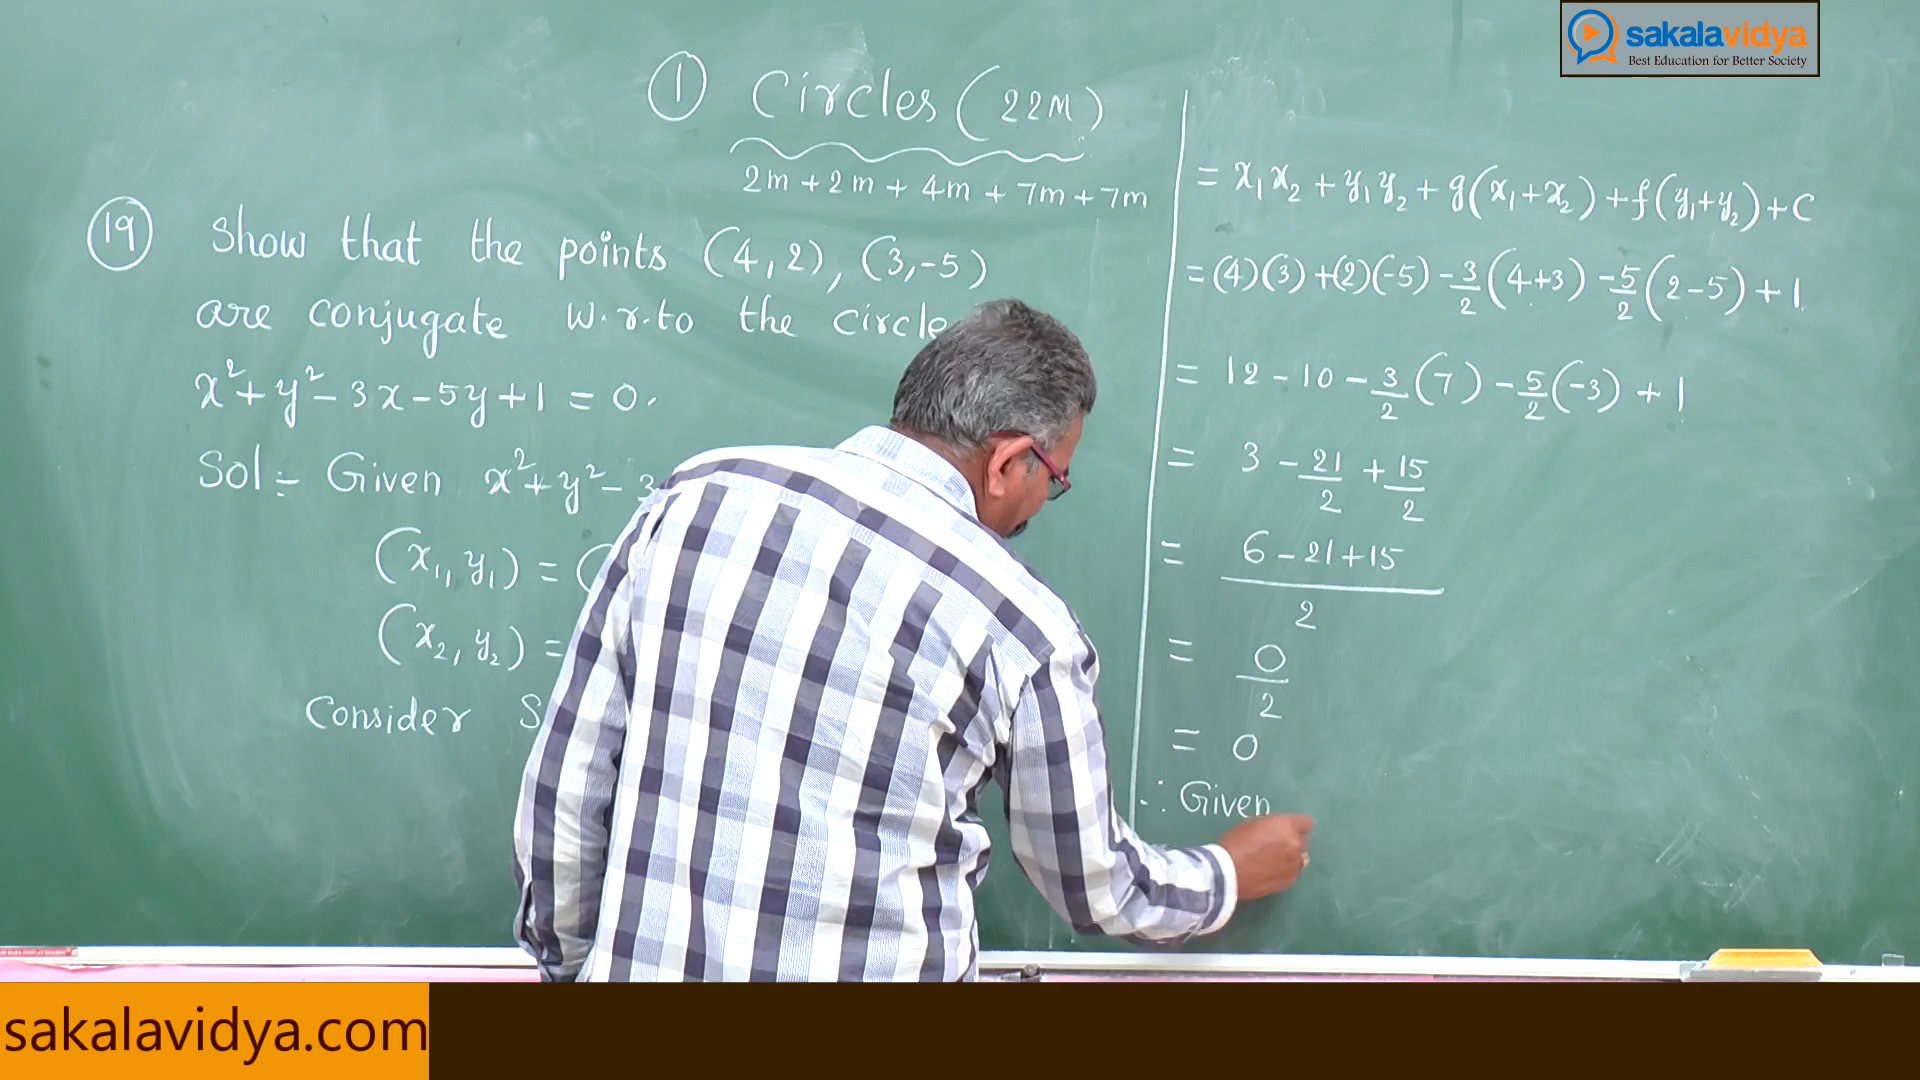 sakalavidya
Best Education for Better Society
① Circles (22M)
2m + 2m + 4m + 7m + 7m
⑲ Show that the points (4, 2), (3, -5)
are conjugate w.r.to the circle
x² + y² - 3x - 5y + 1 = 0.
Sol:- Given x² + y² - 3
(x₁, y₁) = (
(x₂, y₂) =
Consider S
= x₁x₂ + y₁y₂ + g(x₁+x₂) + f(y₁+y₂) + C
= (4)(3) + (2)(-5) - 3/2 (4+3) - 5/2 (2-5) + 1
= 12 - 10 - 3/2 (7) - 5/2 (-3) + 1
= 3 - 21/2 + 15/2
= 6 - 21 + 15 / 2
= 0/2
= 0
∴ Given
sakalavidya.com